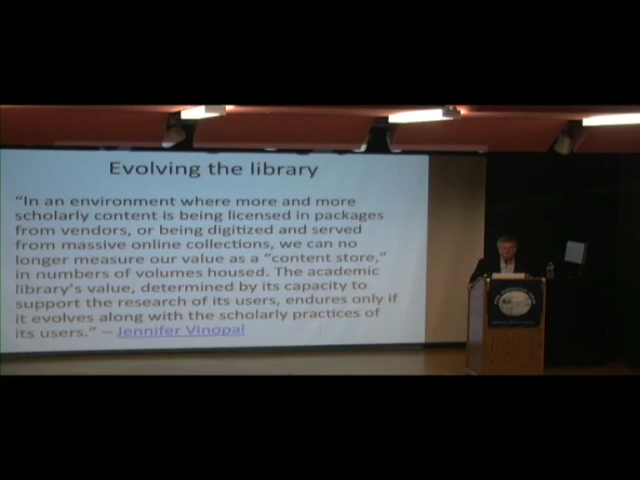 Evolving the library
“In an environment where more and more
scholarly content is being licensed in packages
from vendors, or being digitized and served
from massive online collections, we can no
longer measure our value as a “content store,”
in numbers of volumes housed. The academic
library’s value, determined by its capacity to
support the research of its users, endures only if
it evolves along with the scholarly practices of
its users.” – Jennifer Vinopal